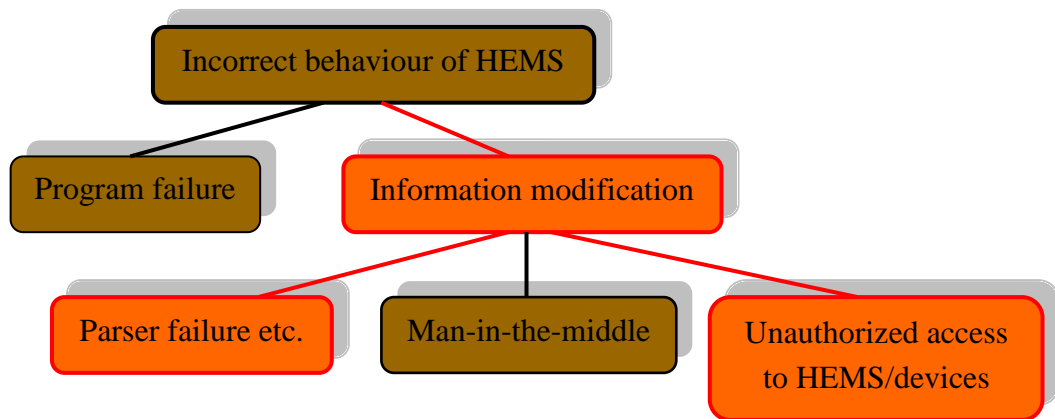 Incorrect behaviour of HEMS
Program failure
Information modification
Parser failure etc.
Man-in-the-middle
Unauthorized access
to HEMS/devices